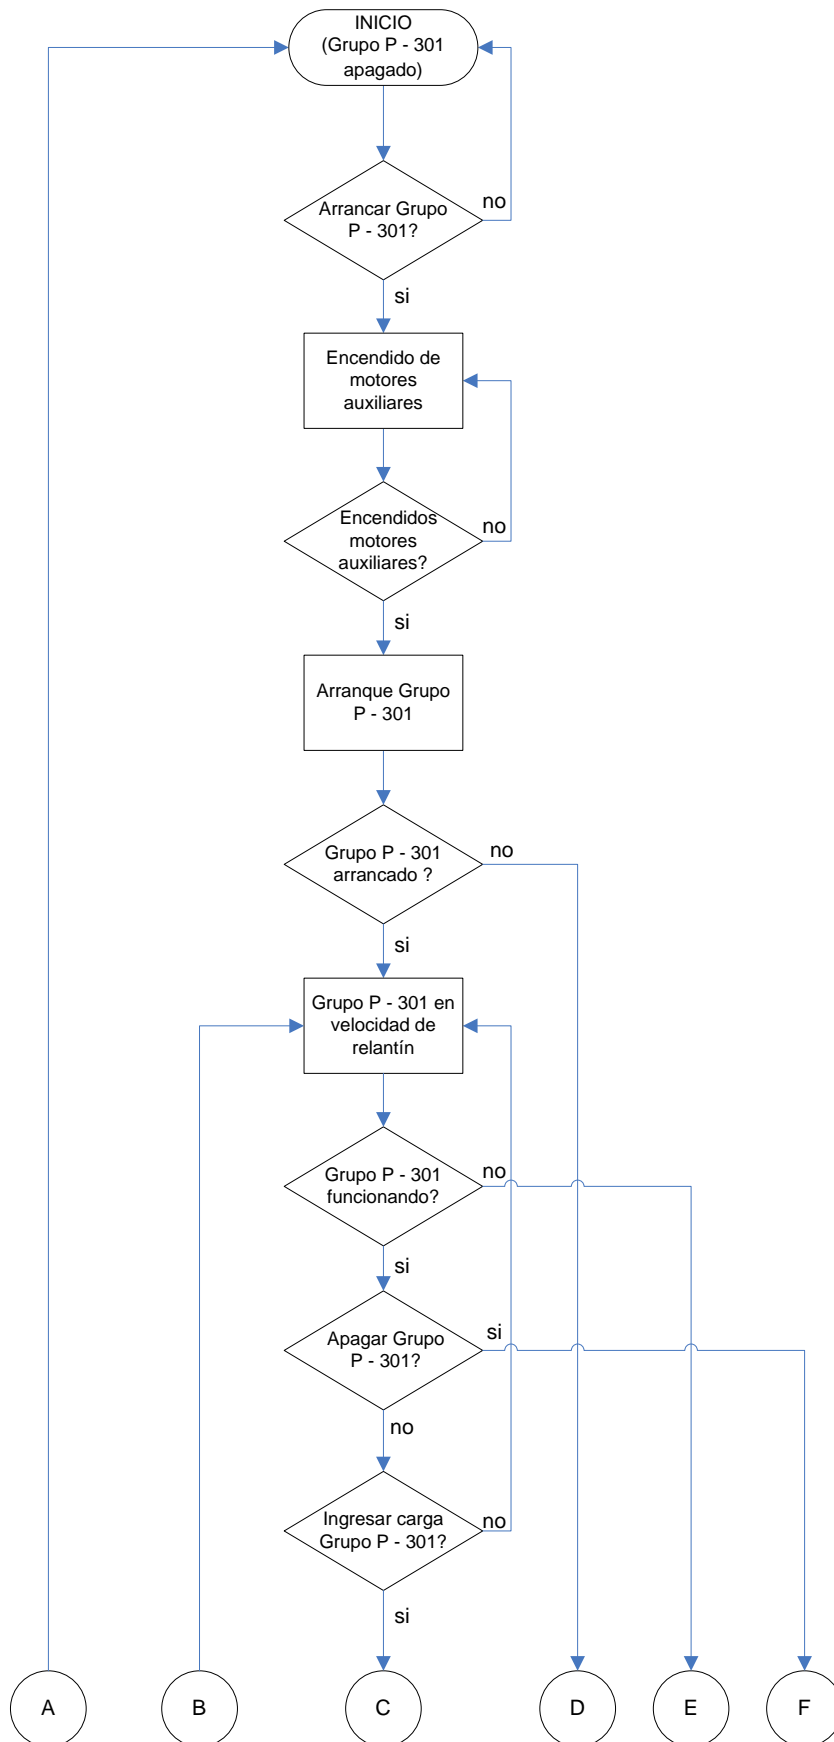 INICIO
(Grupo P - 301
apagado)
Arrancar Grupo
P - 301?
no
si
Encendido de
motores
auxiliares
Encendidos
motores
auxiliares?
no
si
Arranque Grupo
P - 301
Grupo P - 301
arrancado ?
no
si
Grupo P - 301 en
velocidad de
relantín
Grupo P - 301
funcionando?
no
si
Apagar Grupo
P - 301?
si
no
Ingresar carga
Grupo P - 301?
no
si
A
B
C
D
E
F